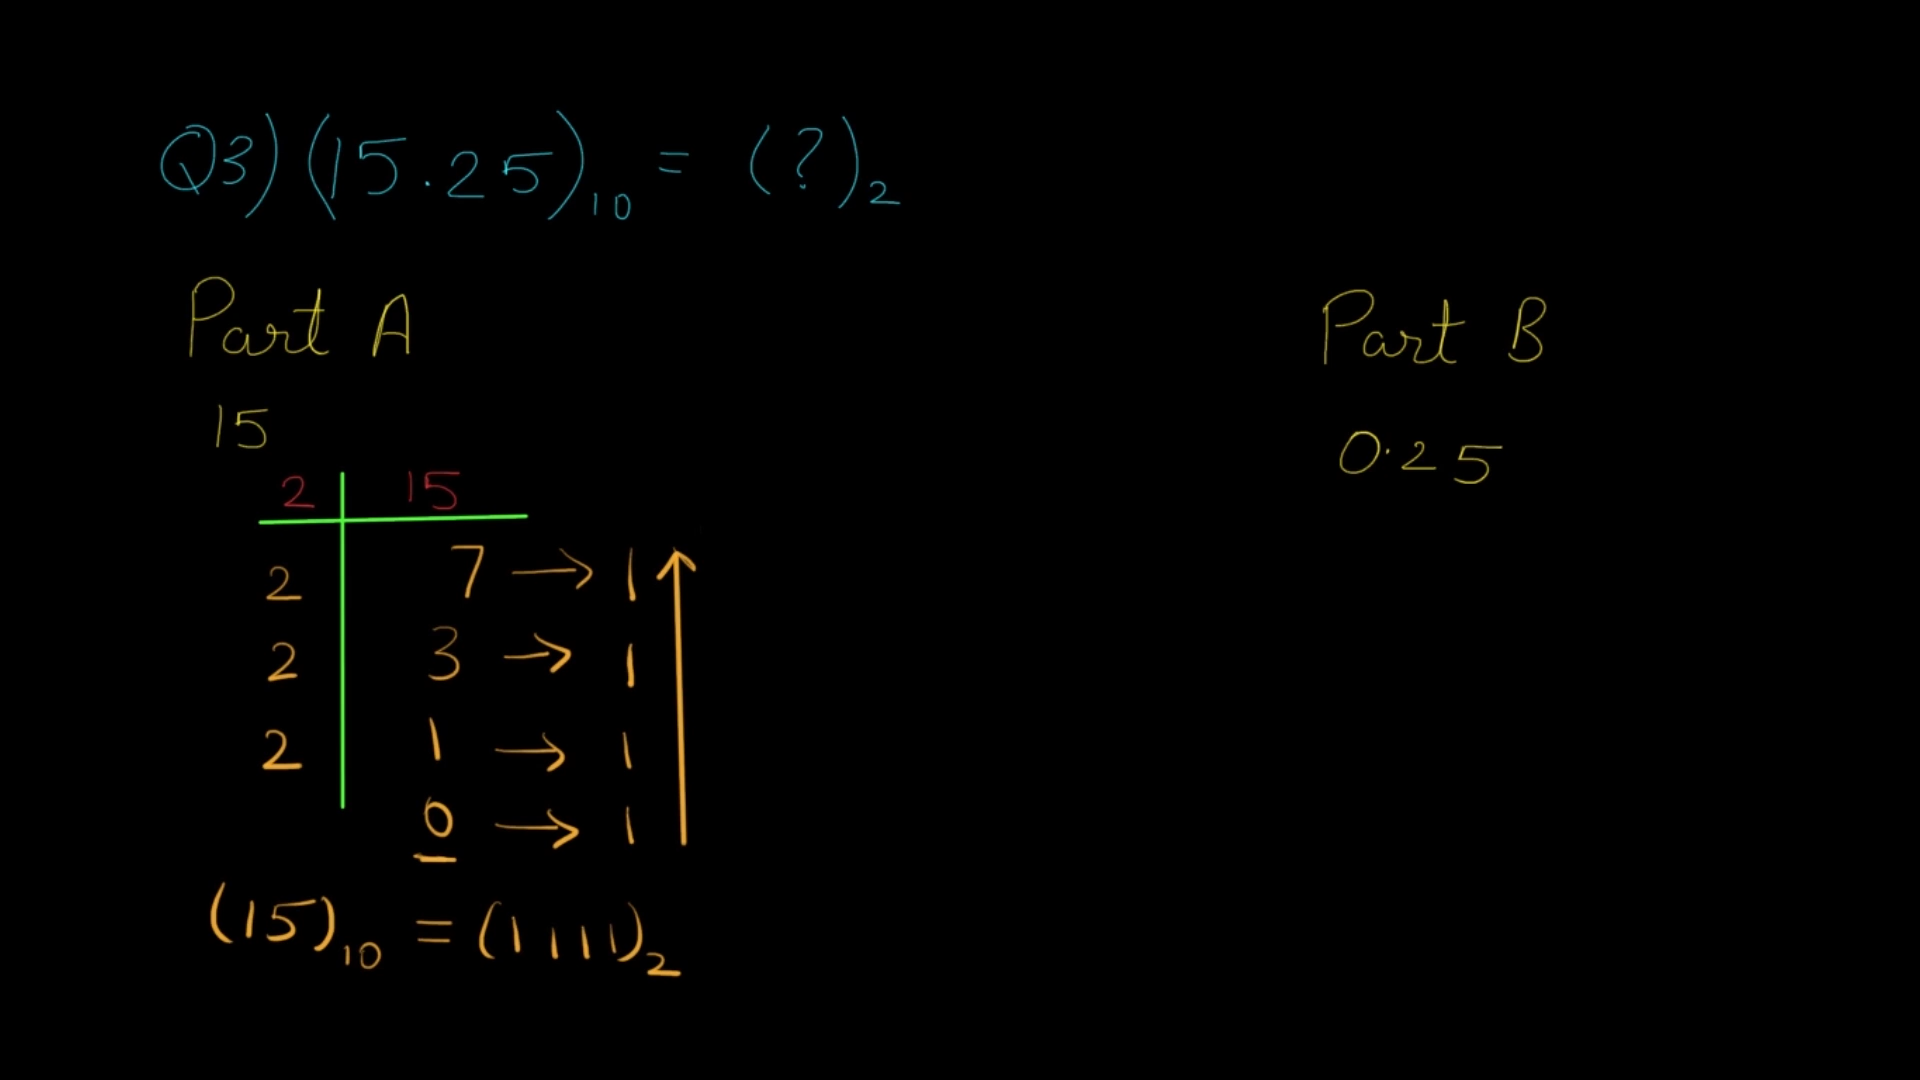 Q3) (15.25)₁₀ = (?)₂
Part A
15
2 | 15
2 | 7 → 1
2 | 3 → 1
2 | 1 → 1
0 → 1
(15)₁₀ = (1111)₂
Part B
0.25